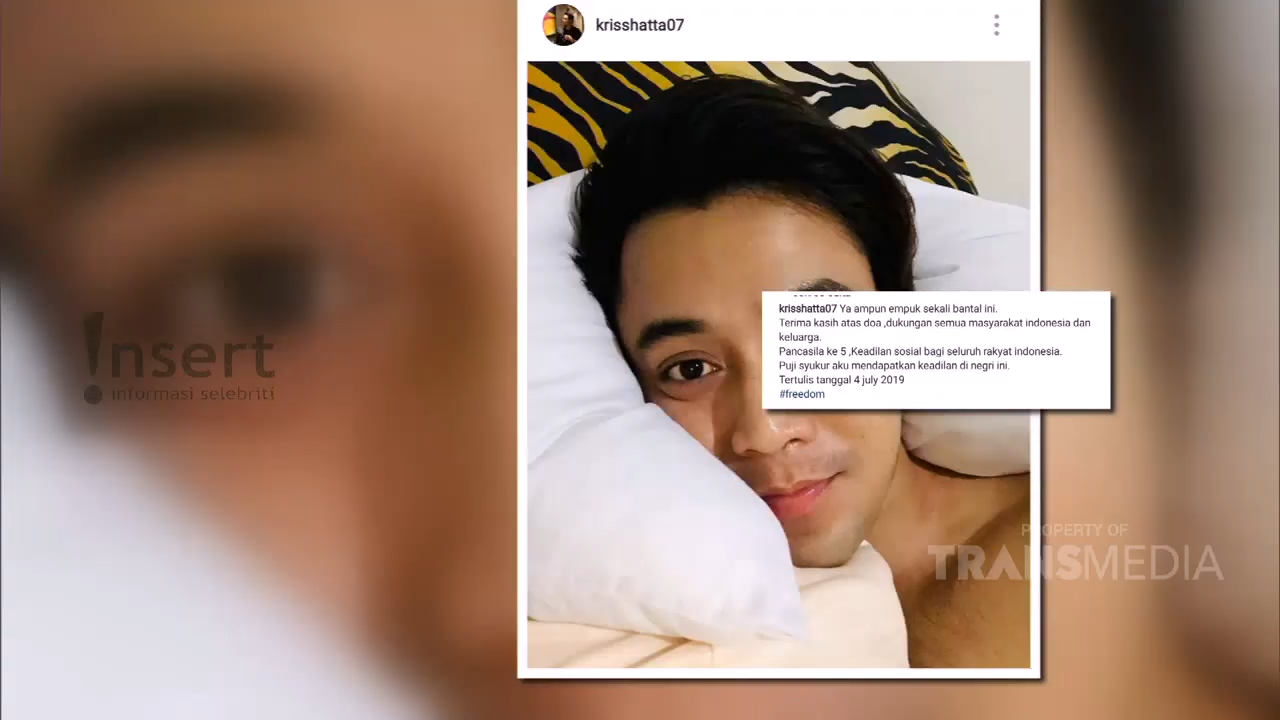 krisshatta07
krisshatta07 Ya ampun empuk sekali bantal ini.
Terima kasih atas doa ,dukungan semua masyarakat indonesia dan
keluarga.
Pancasila ke 5 ,Keadilan sosial bagi seluruh rakyat indonesia.
Puji syukur aku mendapatkan keadilan di negri ini.
Tertulis tanggal 4 july 2019
#freedom
!nsert
informasi selebriti
PROPERTY OF
TRANSMEDIA